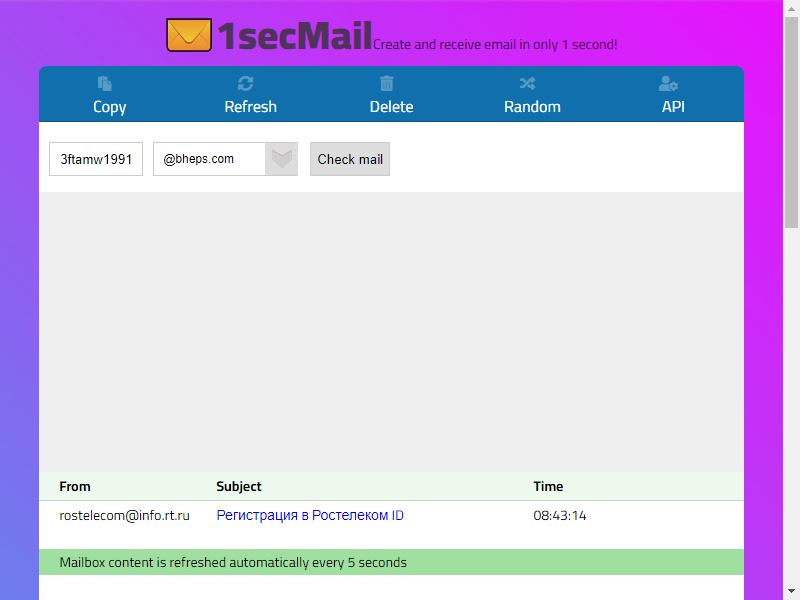 1secMail Create and receive email in only 1 second!
Copy Refresh Delete Random API
3ftamw1991 @bheps.com Check mail
From Subject Time
rostelecom@info.rt.ru Регистрация в Ростелеком ID 08:43:14
Mailbox content is refreshed automatically every 5 seconds